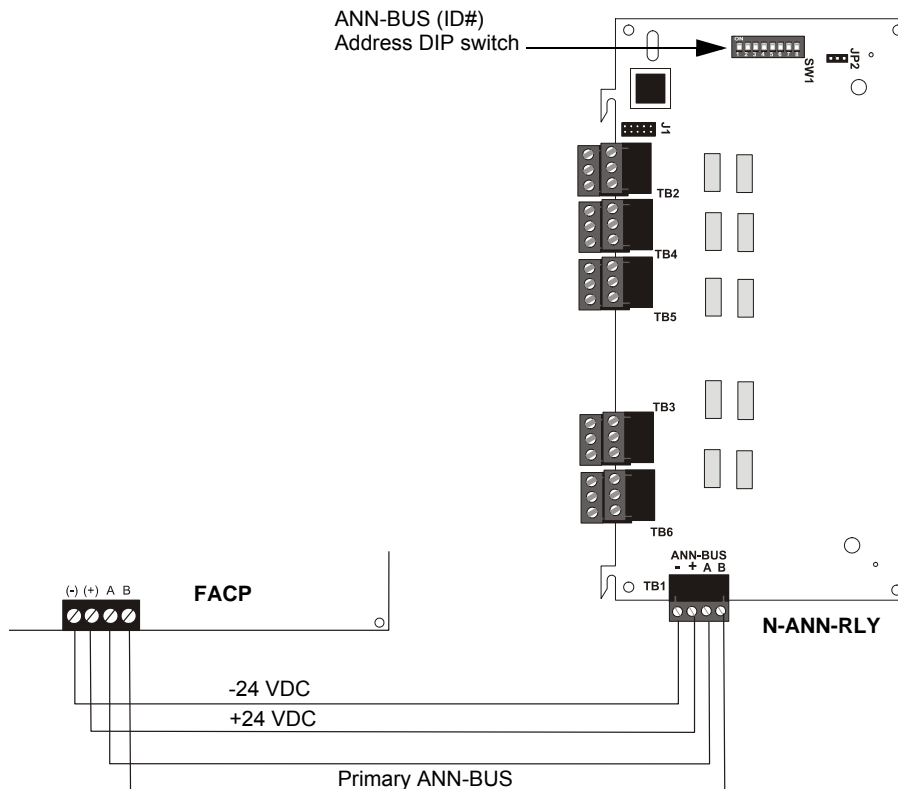 ANN-BUS (ID#)
Address DIP switch
ON
1 2 3 4 5 6 7 8
SW1
JP2
J1
TB2
TB4
TB5
TB3
TB6
ANN-BUS
- + A B
TB1
N-ANN-RLY
(-) (+) A B
FACP
-24 VDC
+24 VDC
Primary ANN-BUS